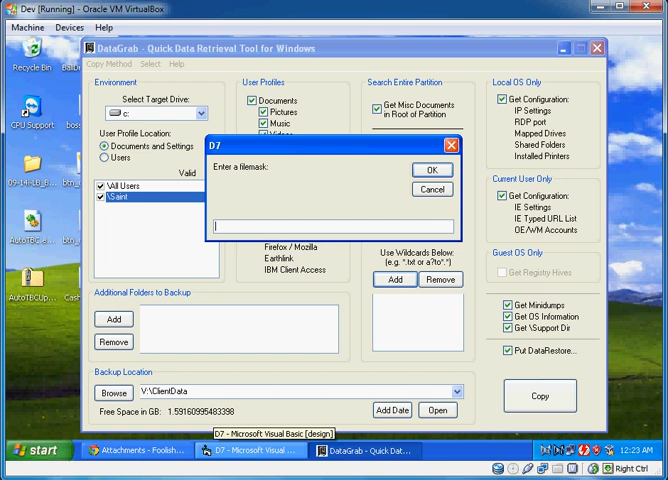 Dev [Running] - Oracle VM VirtualBox
Machine Devices Help
Recycle Bin
CPU Support
09-14i-LB_B...
btn_
AutoTBC.e...
AutoTBCUp...
DataGrab - Quick Data Retrieval Tool for Windows
Copy Method Select Help
Environment
Select Target Drive:
c:
User Profile Location:
Documents and Settings
Users
Valid
\All Users
\Saint
User Profiles
Documents
Pictures
Music
Firefox / Mozilla
Earthlink
IBM Client Access
Search Entire Partition
Get Misc Documents
in Root of Partition
Use Wildcards Below:
(e.g. *.txt or a?to*.*)
Add Remove
Local OS Only
Get Configuration:
IP Settings
RDP port
Mapped Drives
Shared Folders
Installed Printers
Current User Only
Get Configuration:
IE Settings
IE Typed URL List
OE/WM Accounts
Guest OS Only
Get Registry Hives
Get Minidumps
Get OS Information
Get \Support Dir
Put DataRestore...
Copy
D7
Enter a filemask:
OK
Cancel
Additional Folders to Backup
Add
Remove
Backup Location
Browse V:\ClientData
Free Space in GB: 1.59160995483398
Add Date Open
D7 - Microsoft Visual Basic [design]
start
Attachments - Foolish...
D7 - Microsoft Visual ...
DataGrab - Quick Dat...
12:23 AM
Right Ctrl